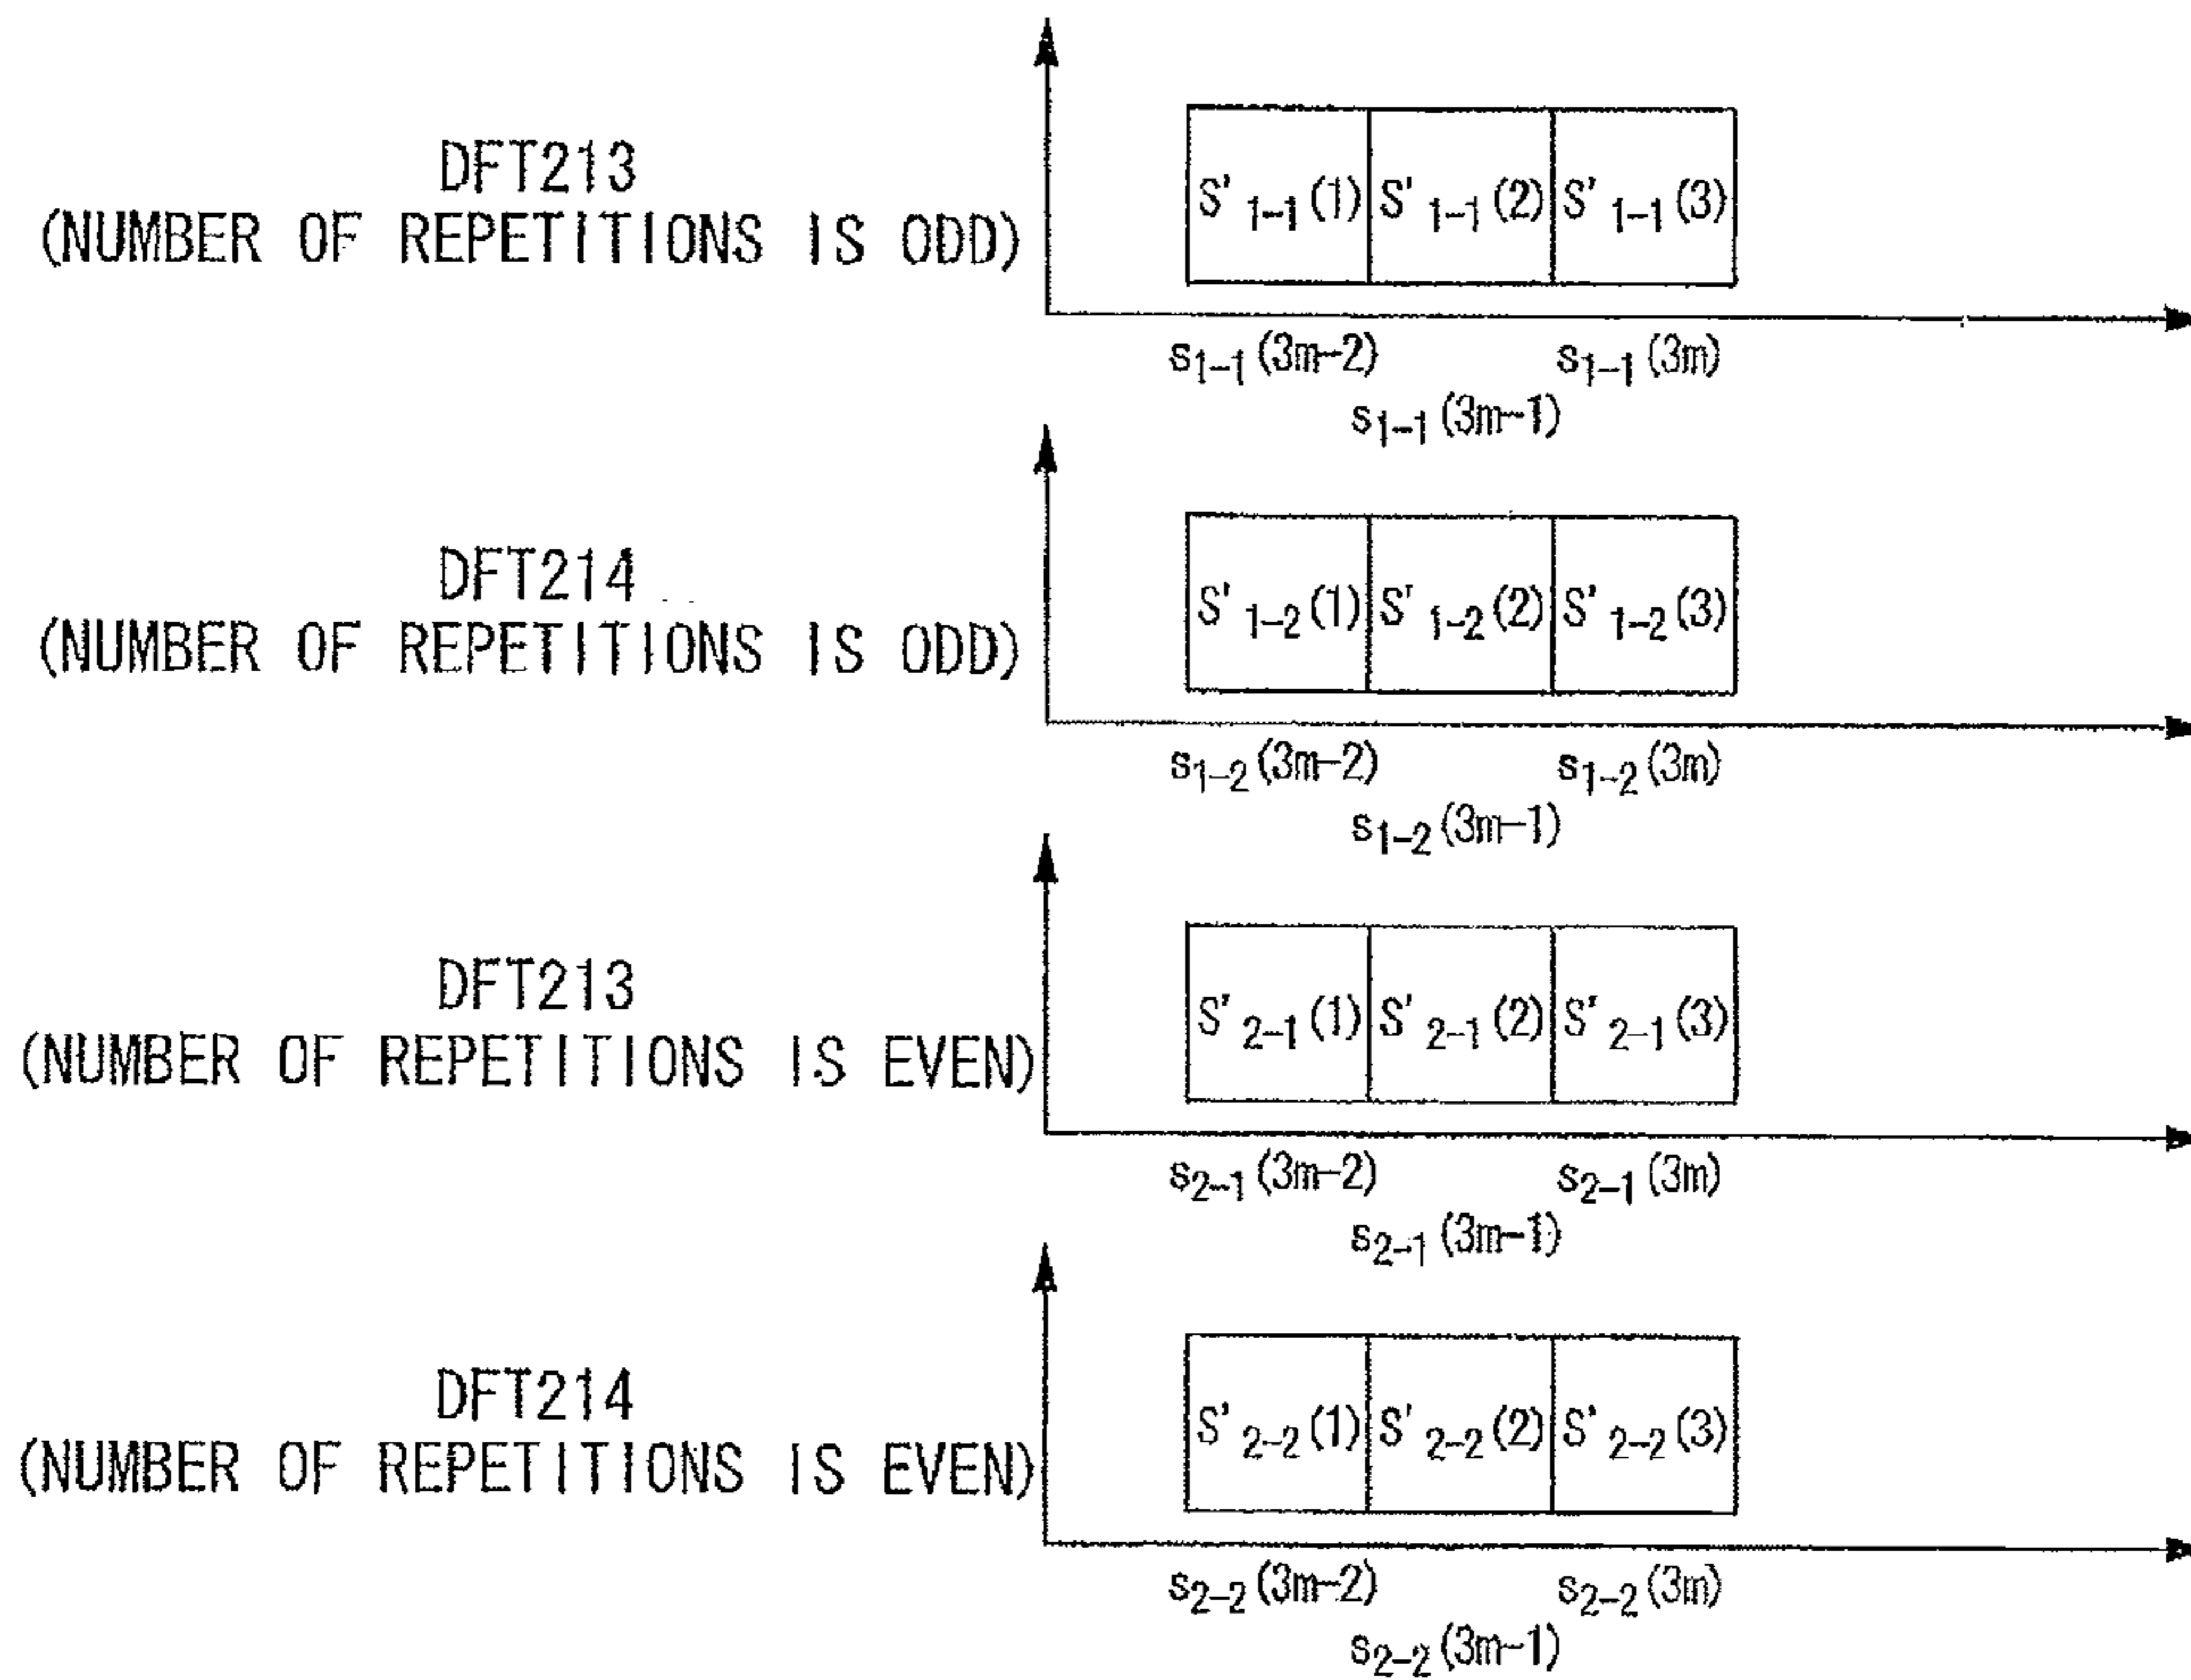 DFT213
(NUMBER OF REPETITIONS IS ODD)
S'1-1(1) S'1-1(2) S'1-1(3)
s1-1(3m-2) s1-1(3m)
s1-1(3m-1)
DFT214
(NUMBER OF REPETITIONS IS ODD)
S'1-2(1) S'1-2(2) S'1-2(3)
s1-2(3m-2) s1-2(3m)
s1-2(3m-1)
DFT213
(NUMBER OF REPETITIONS IS EVEN)
S'2-1(1) S'2-1(2) S'2-1(3)
s2-1(3m-2) s2-1(3m)
s2-1(3m-1)
DFT214
(NUMBER OF REPETITIONS IS EVEN)
S'2-2(1) S'2-2(2) S'2-2(3)
s2-2(3m-2) s2-2(3m)
s2-2(3m-1)